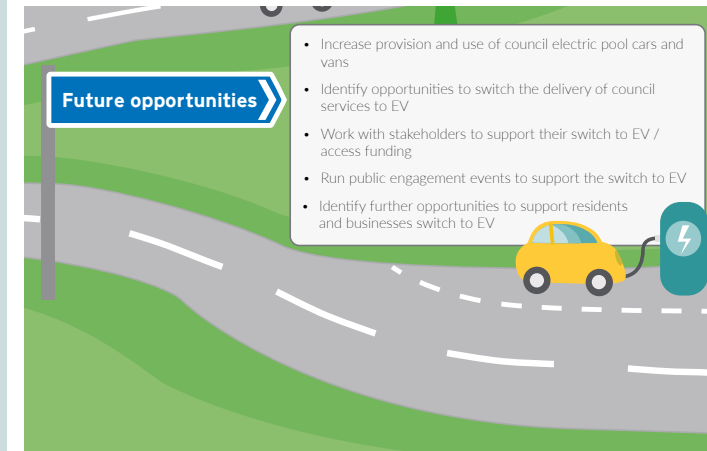 Future opportunities
• Increase provision and use of council electric pool cars and
vans
• Identify opportunities to switch the delivery of council
services to EV
• Work with stakeholders to support their switch to EV /
access funding
• Run public engagement events to support the switch to EV
• Identify further opportunities to support residents
and businesses switch to EV